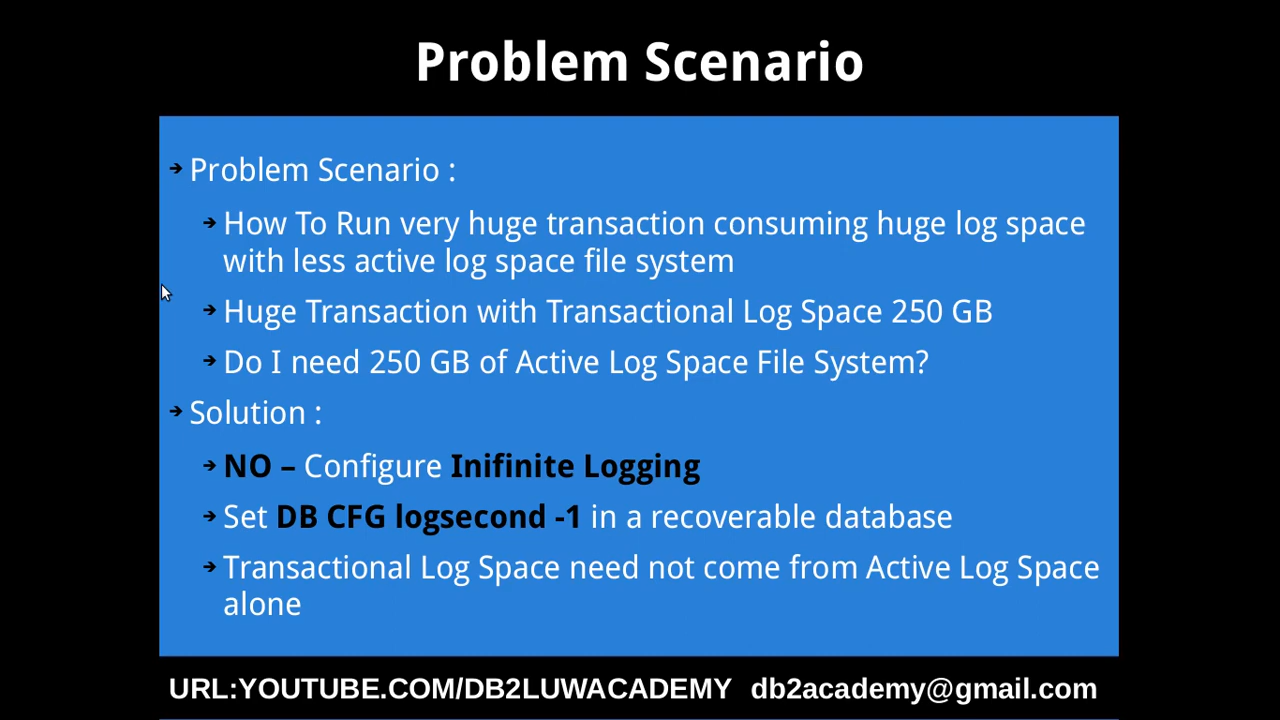 Problem Scenario
Problem Scenario :
How To Run very huge transaction consuming huge log space
with less active log space file system
Huge Transaction with Transactional Log Space 250 GB
Do I need 250 GB of Active Log Space File System?
Solution :
NO – Configure Inifinite Logging
Set DB CFG logsecond -1 in a recoverable database
Transactional Log Space need not come from Active Log Space
alone
URL:YOUTUBE.COM/DB2LUWACADEMY db2academy@gmail.com